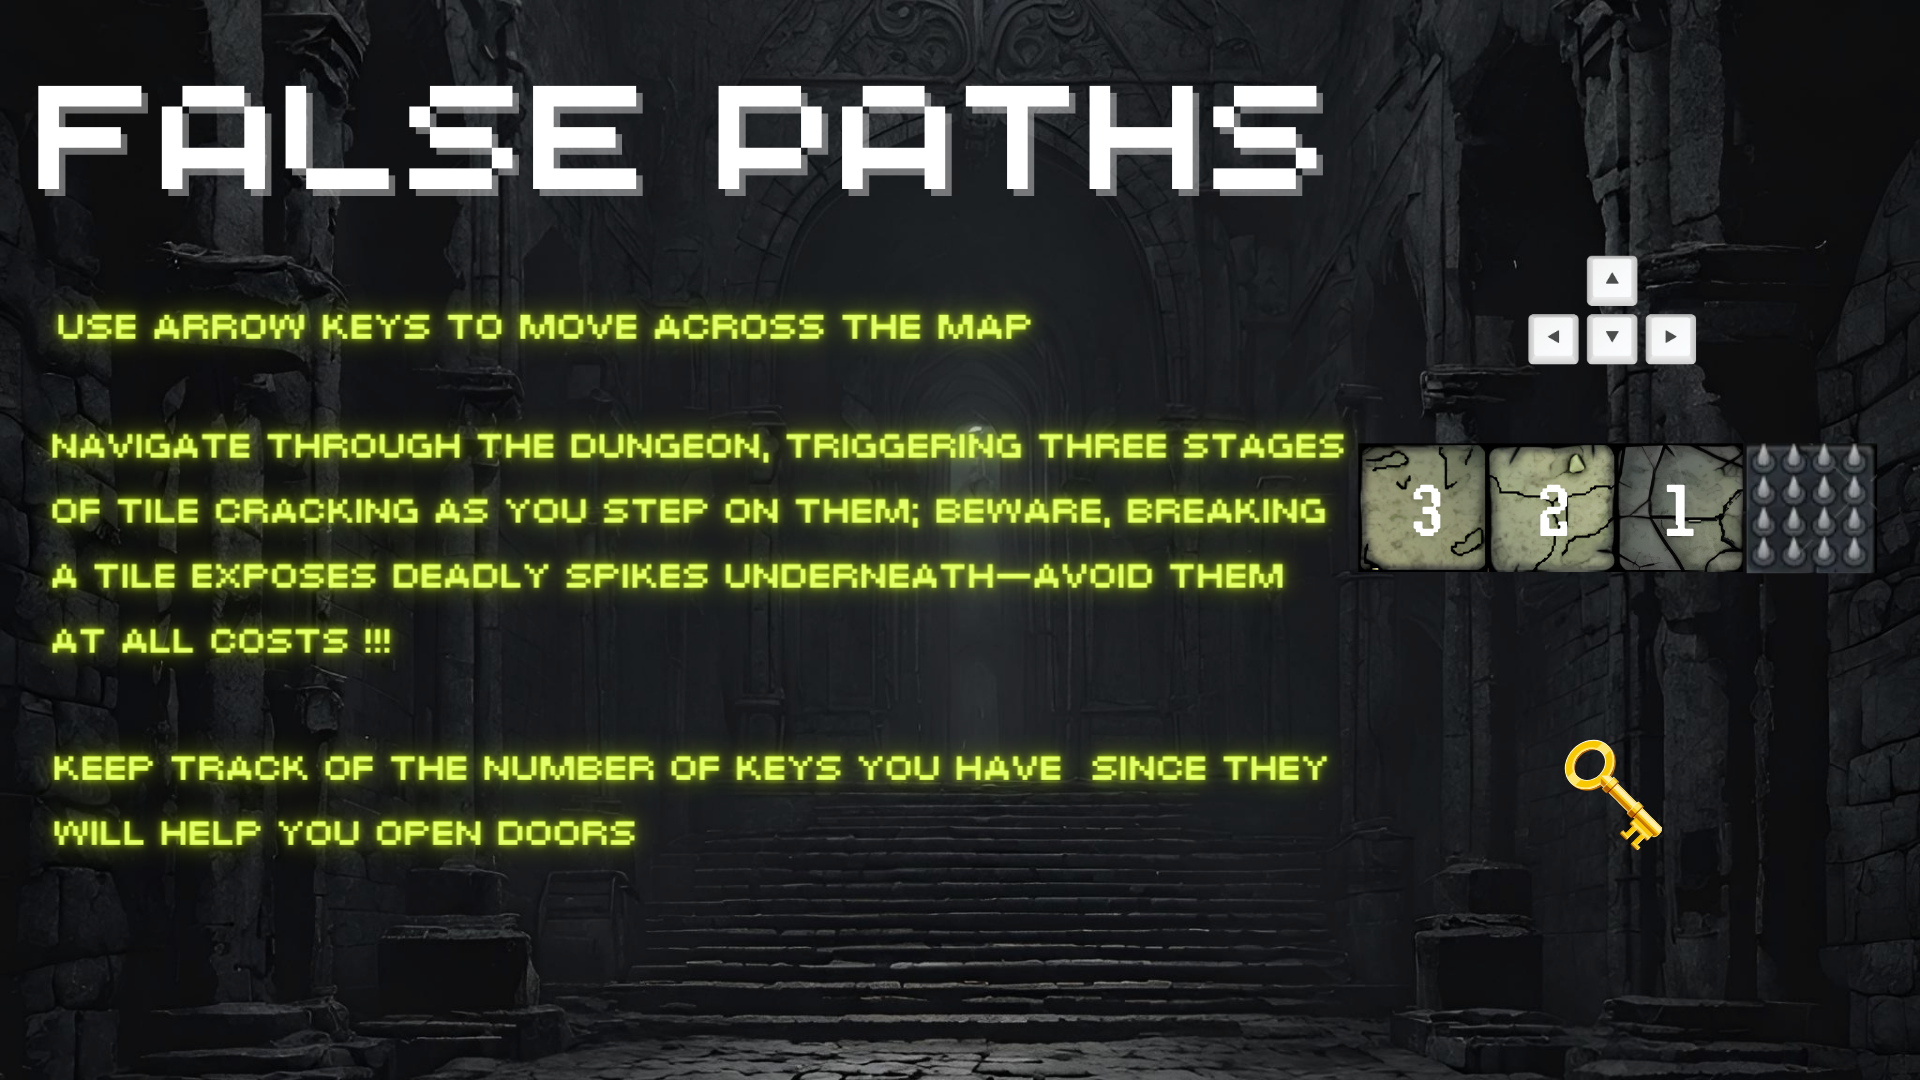 FALSE PATHS
USE ARROW KEYS TO MOVE ACROSS THE MAP
NAVIGATE THROUGH THE DUNGEON, TRIGGERING THREE STAGES
OF TILE CRACKING AS YOU STEP ON THEM; BEWARE, BREAKING
A TILE EXPOSES DEADLY SPIKES UNDERNEATH—AVOID THEM
AT ALL COSTS !!!
3 2 1
KEEP TRACK OF THE NUMBER OF KEYS YOU HAVE  SINCE THEY
WILL HELP YOU OPEN DOORS